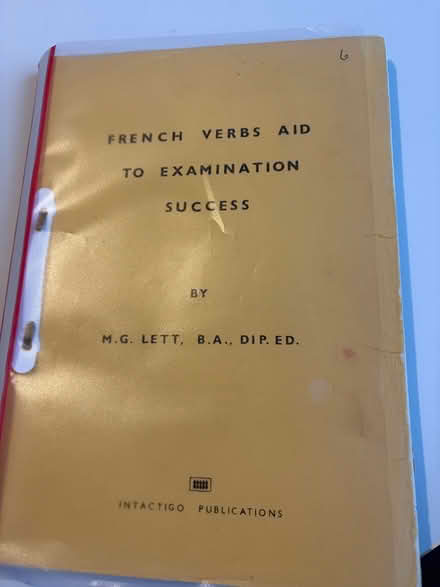 6
FRENCH VERBS AID
TO EXAMINATION
SUCCESS
BY
M.G. LETT, B.A., DIP. ED.
INTACTIGO PUBLICATIONS